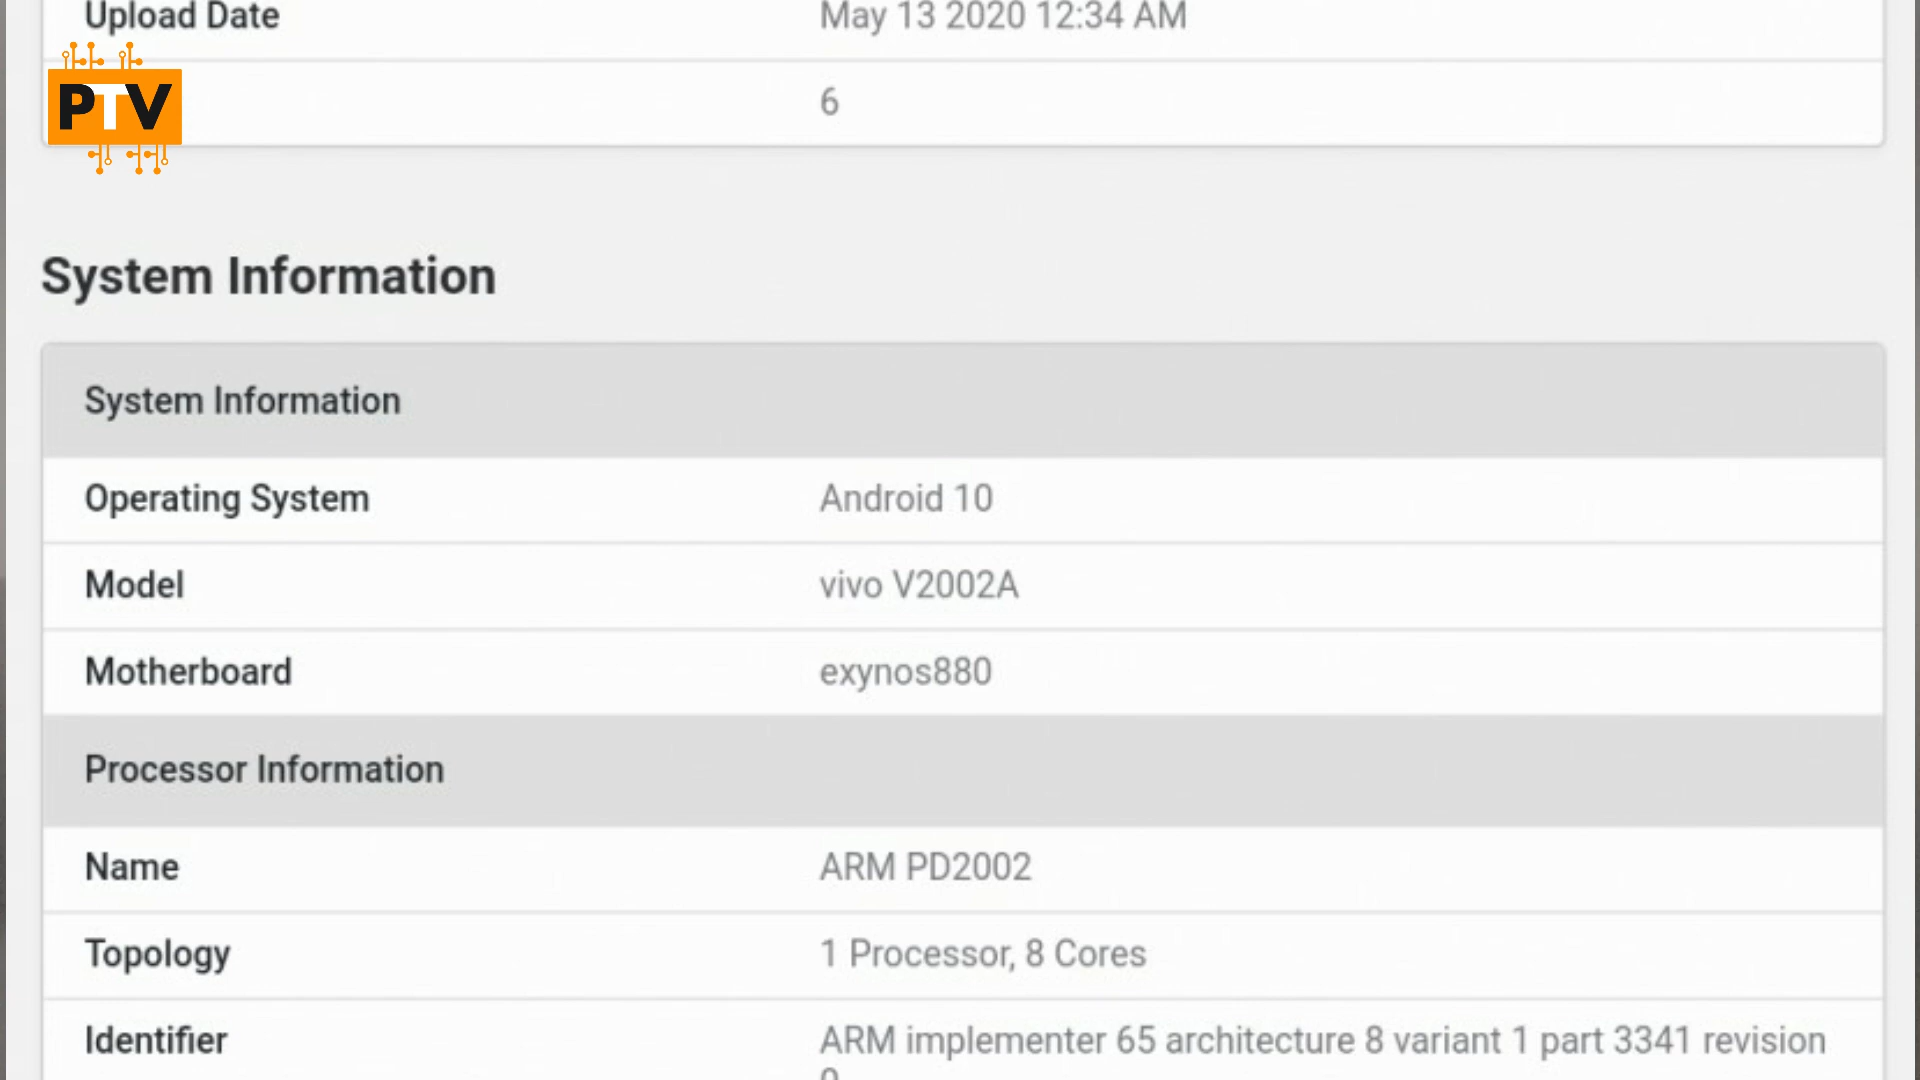 Upload Date May 13 2020 12:34 AM
PTV
6
System Information
System Information
Operating System Android 10
Model vivo V2002A
Motherboard exynos880
Processor Information
Name ARM PD2002
Topology 1 Processor, 8 Cores
Identifier ARM implementer 65 architecture 8 variant 1 part 3341 revision